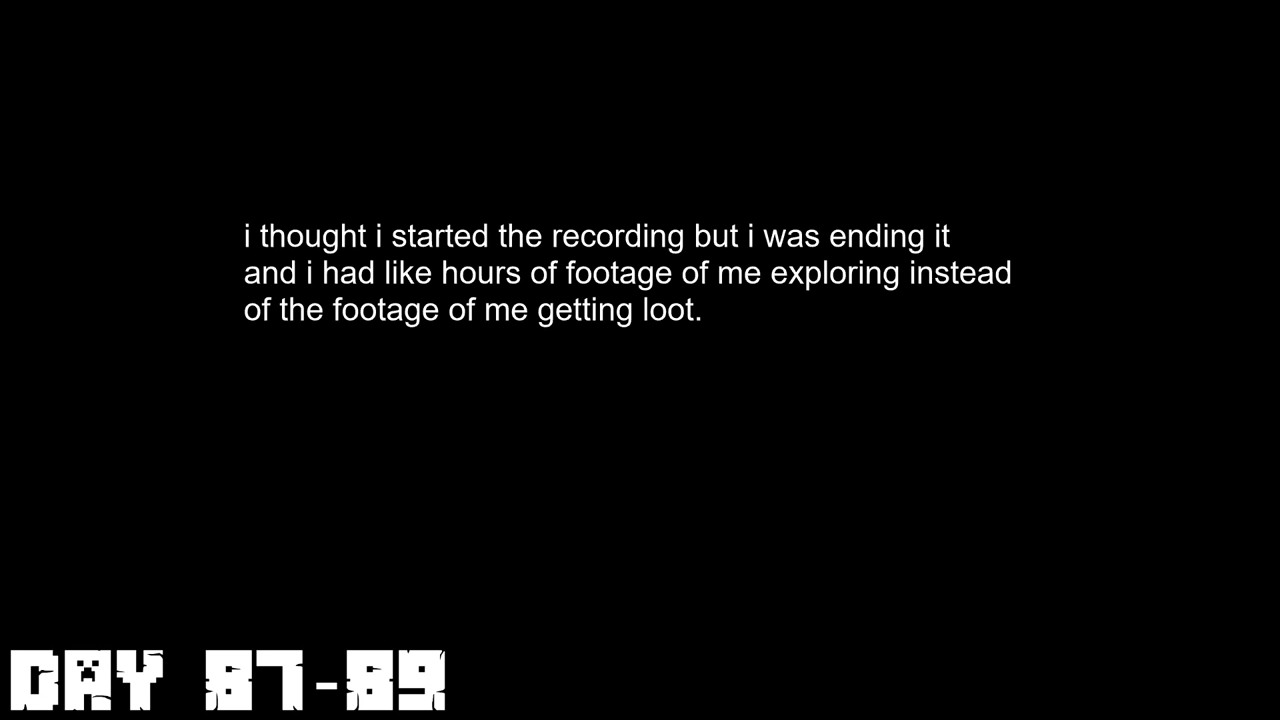 i thought i started the recording but i was ending it
and i had like hours of footage of me exploring instead
of the footage of me getting loot.
DAY 87-89